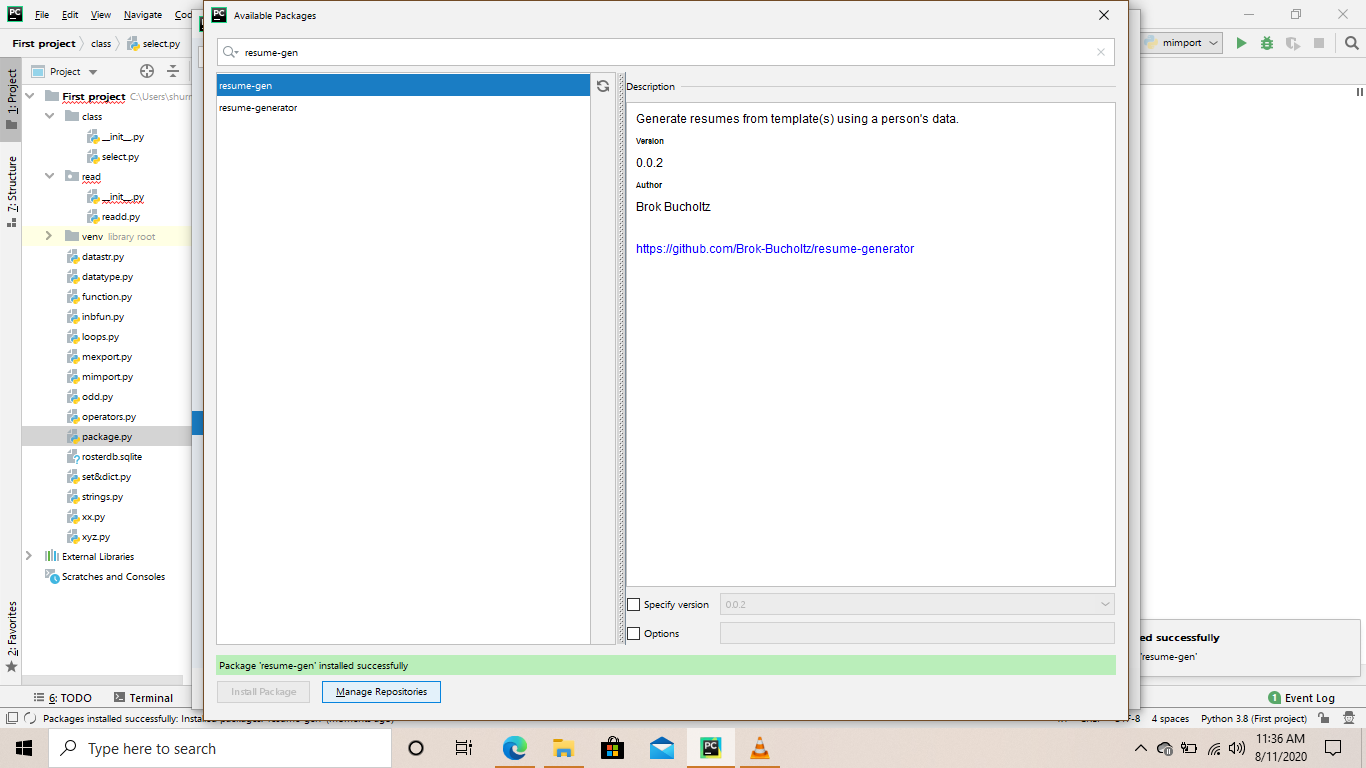 File Edit View Navigate Co
Available Packages
First project class select.py
mimport
resume-gen
Project
resume-gen
resume-generator
Description
Generate resumes from template(s) using a person's data.
Version
0.0.2
Author
Brok Bucholtz
https://github.com/Brok-Bucholtz/resume-generator
1: Project
7: Structure
2: Favorites
First project C:\Users\shum
class
__init__.py
select.py
read
__init__.py
readd.py
venv library root
datastr.py
datatype.py
function.py
inbfun.py
loops.py
mexport.py
mimport.py
odd.py
operators.py
package.py
rosterdb.sqlite
set&dict.py
strings.py
xx.py
xyz.py
External Libraries
Scratches and Consoles
Specify version 0.0.2
Options
ed successfully
'resume-gen'
Package 'resume-gen' installed successfully
Install Package Manage Repositories
6: TODO Terminal
1 Event Log
Packages installed successfully: Installed packages: 'resume-gen' (moments ago)
4 spaces Python 3.8 (First project)
Type here to search
11:36 AM
8/11/2020